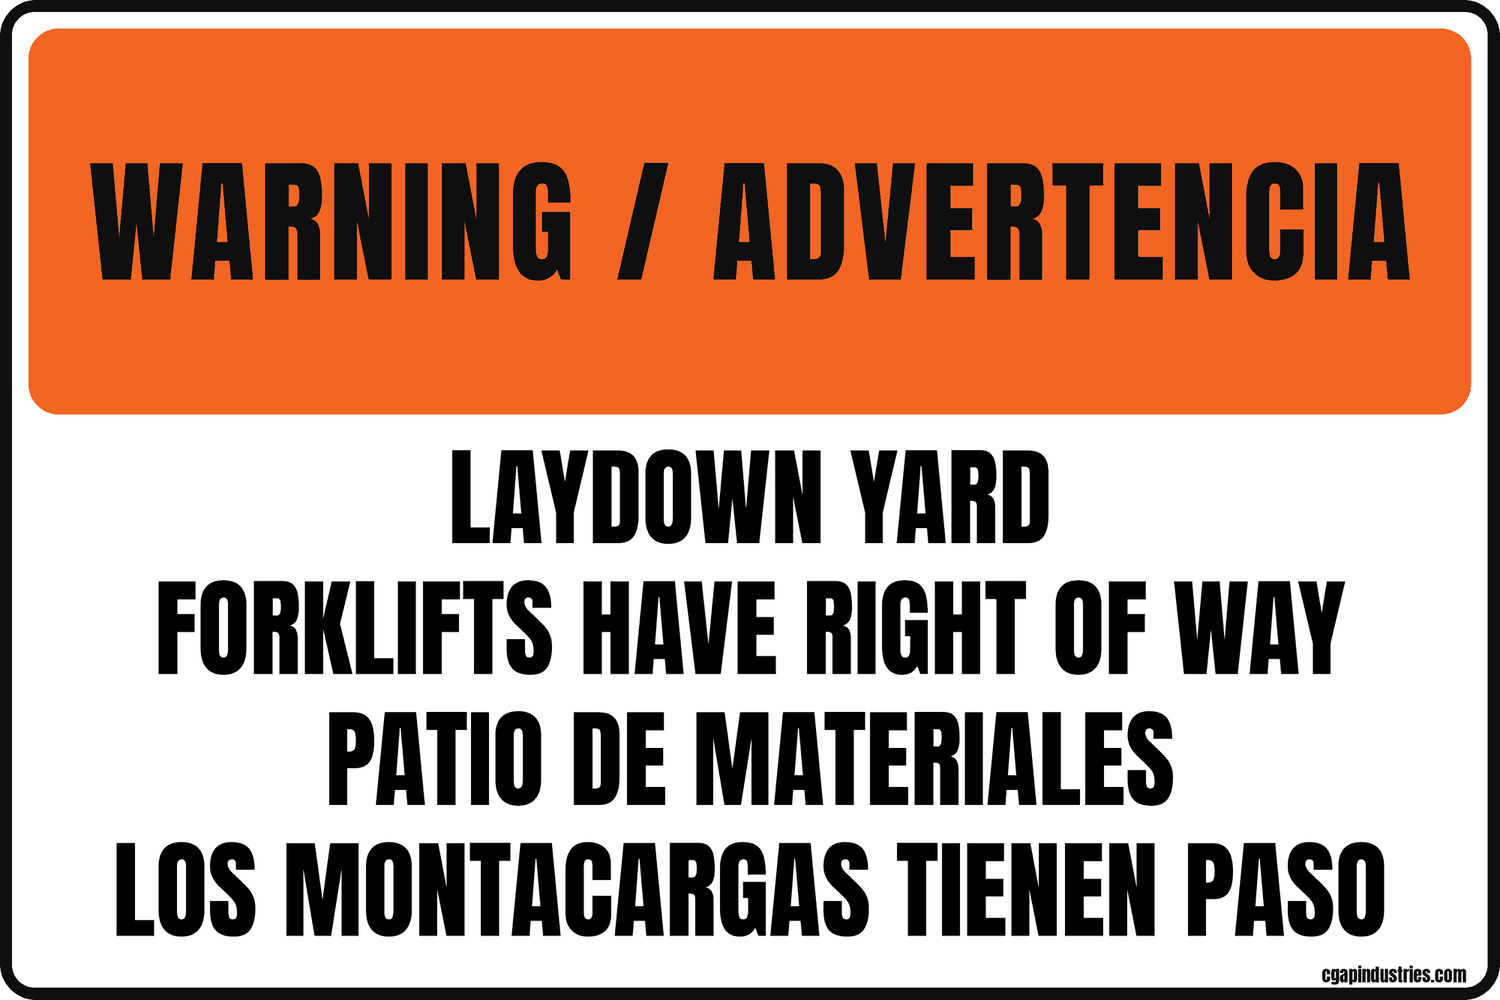 WARNING / ADVERTENCIA
LAYDOWN YARD
FORKLIFTS HAVE RIGHT OF WAY
PATIO DE MATERIALES
LOS MONTACARGAS TIENEN PASO
cgapindustries.com